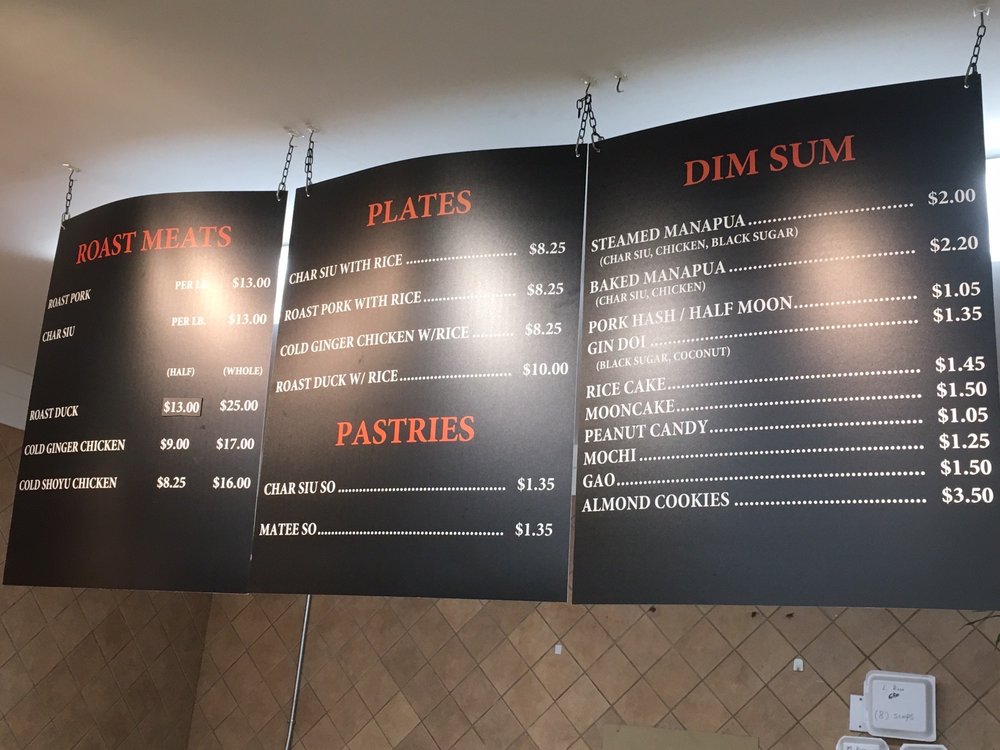 ROAST MEATS
ROAST PORK PER LB. $13.00
CHAR SIU PER LB. $13.00
(HALF) (WHOLE)
ROAST DUCK $13.00 $25.00
COLD GINGER CHICKEN $9.00 $17.00
COLD SHOYU CHICKEN $8.25 $16.00
PLATES
CHAR SIU WITH RICE $8.25
ROAST PORK WITH RICE $8.25
COLD GINGER CHICKEN W/RICE $8.25
ROAST DUCK W/ RICE $10.00
PASTRIES
CHAR SIU SO $1.35
MATEE SO $1.35
DIM SUM
STEAMED MANAPUA $2.00
(CHAR SIU, CHICKEN, BLACK SUGAR)
BAKED MANAPUA $2.20
(CHAR SIU, CHICKEN)
PORK HASH / HALF MOON $1.05
GIN DOI $1.35
(BLACK SUGAR, COCONUT)
RICE CAKE $1.45
MOONCAKE $1.50
PEANUT CANDY $1.05
MOCHI $1.25
GAO $1.50
ALMOND COOKIES $3.50
(8)